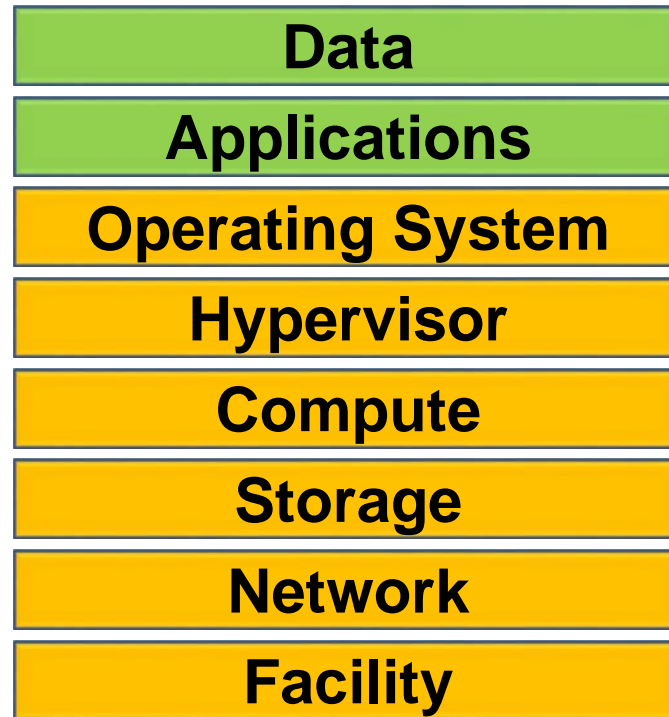 Data
Applications
Operating System
Hypervisor
Compute
Storage
Network
Facility